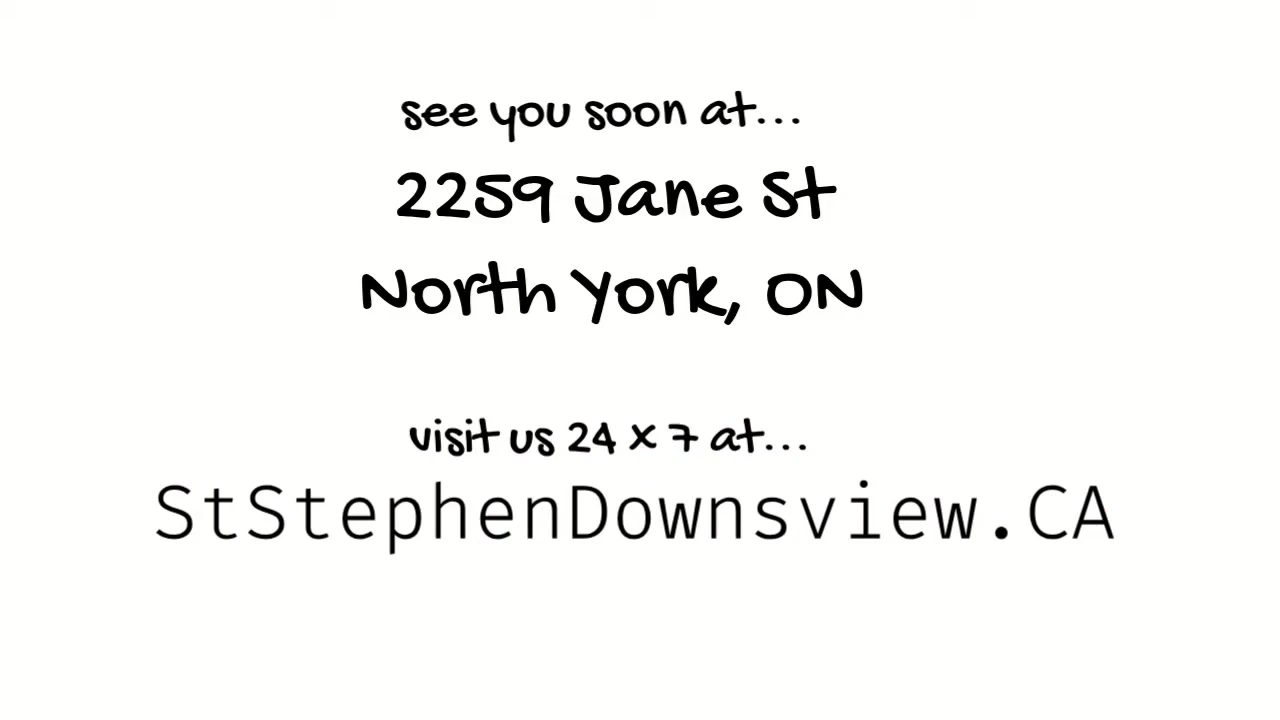 see you soon at...
2259 Jane St
North York, ON
visit us 24 x 7 at...
StStephenDownsview.CA